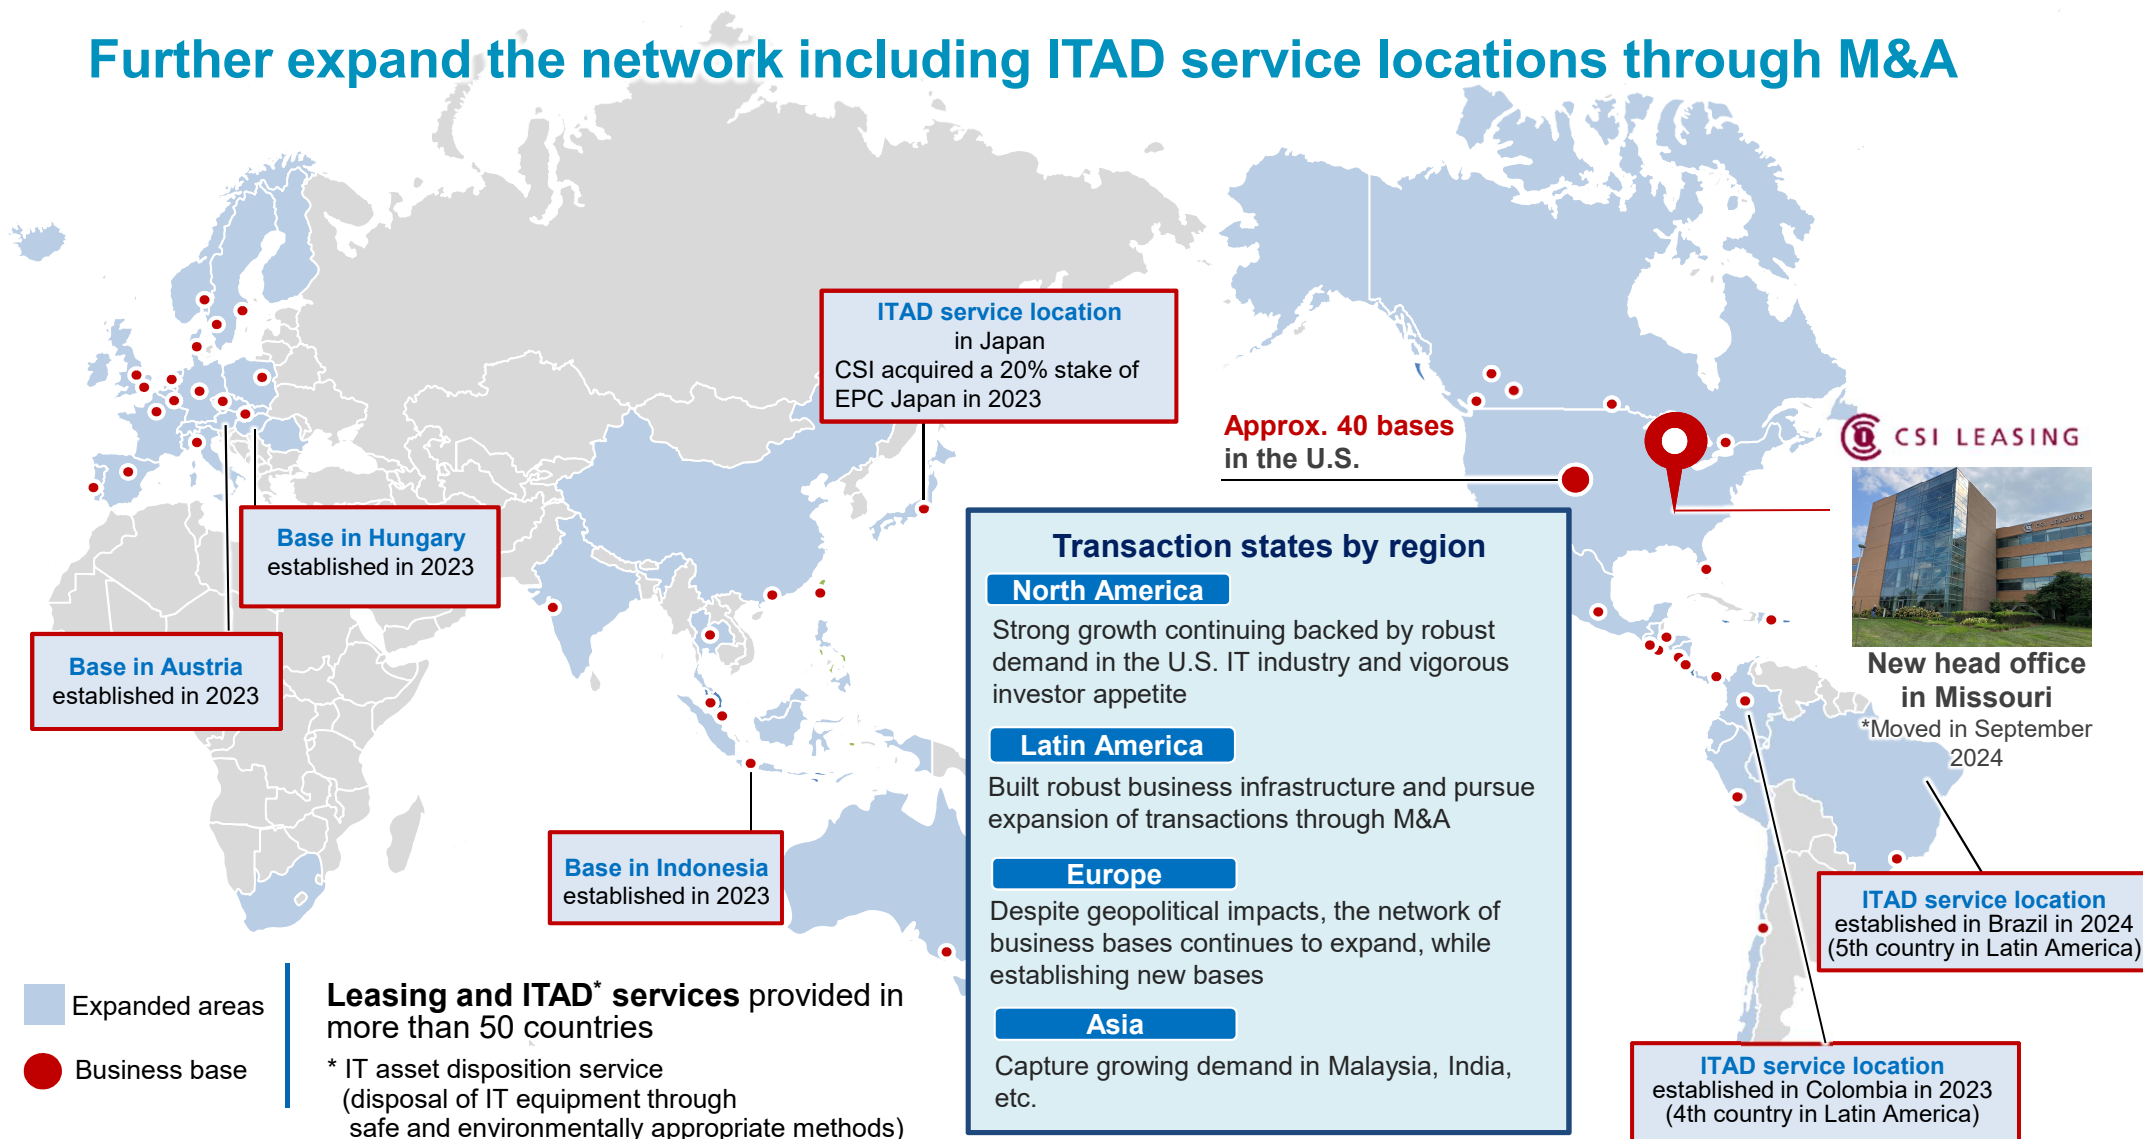 Further expand the network including ITAD service locations through M&A
ITAD service location
in Japan
CSI acquired a 20% stake of
EPC Japan in 2023
Approx. 40 bases
in the U.S.
CSI LEASING
CSI LEASING
New head office
in Missouri
*Moved in September
2024
Base in Hungary
established in 2023
Base in Austria
established in 2023
Base in Indonesia
established in 2023
Transaction states by region
North America
Strong growth continuing backed by robust
demand in the U.S. IT industry and vigorous
investor appetite
Latin America
Built robust business infrastructure and pursue
expansion of transactions through M&A
Europe
Despite geopolitical impacts, the network of
business bases continues to expand, while
establishing new bases
Asia
Capture growing demand in Malaysia, India,
etc.
ITAD service location
established in Brazil in 2024
(5th country in Latin America)
ITAD service location
established in Colombia in 2023
(4th country in Latin America)
Expanded areas
Business base
Leasing and ITAD* services provided in
more than 50 countries
* IT asset disposition service
(disposal of IT equipment through
safe and environmentally appropriate methods)